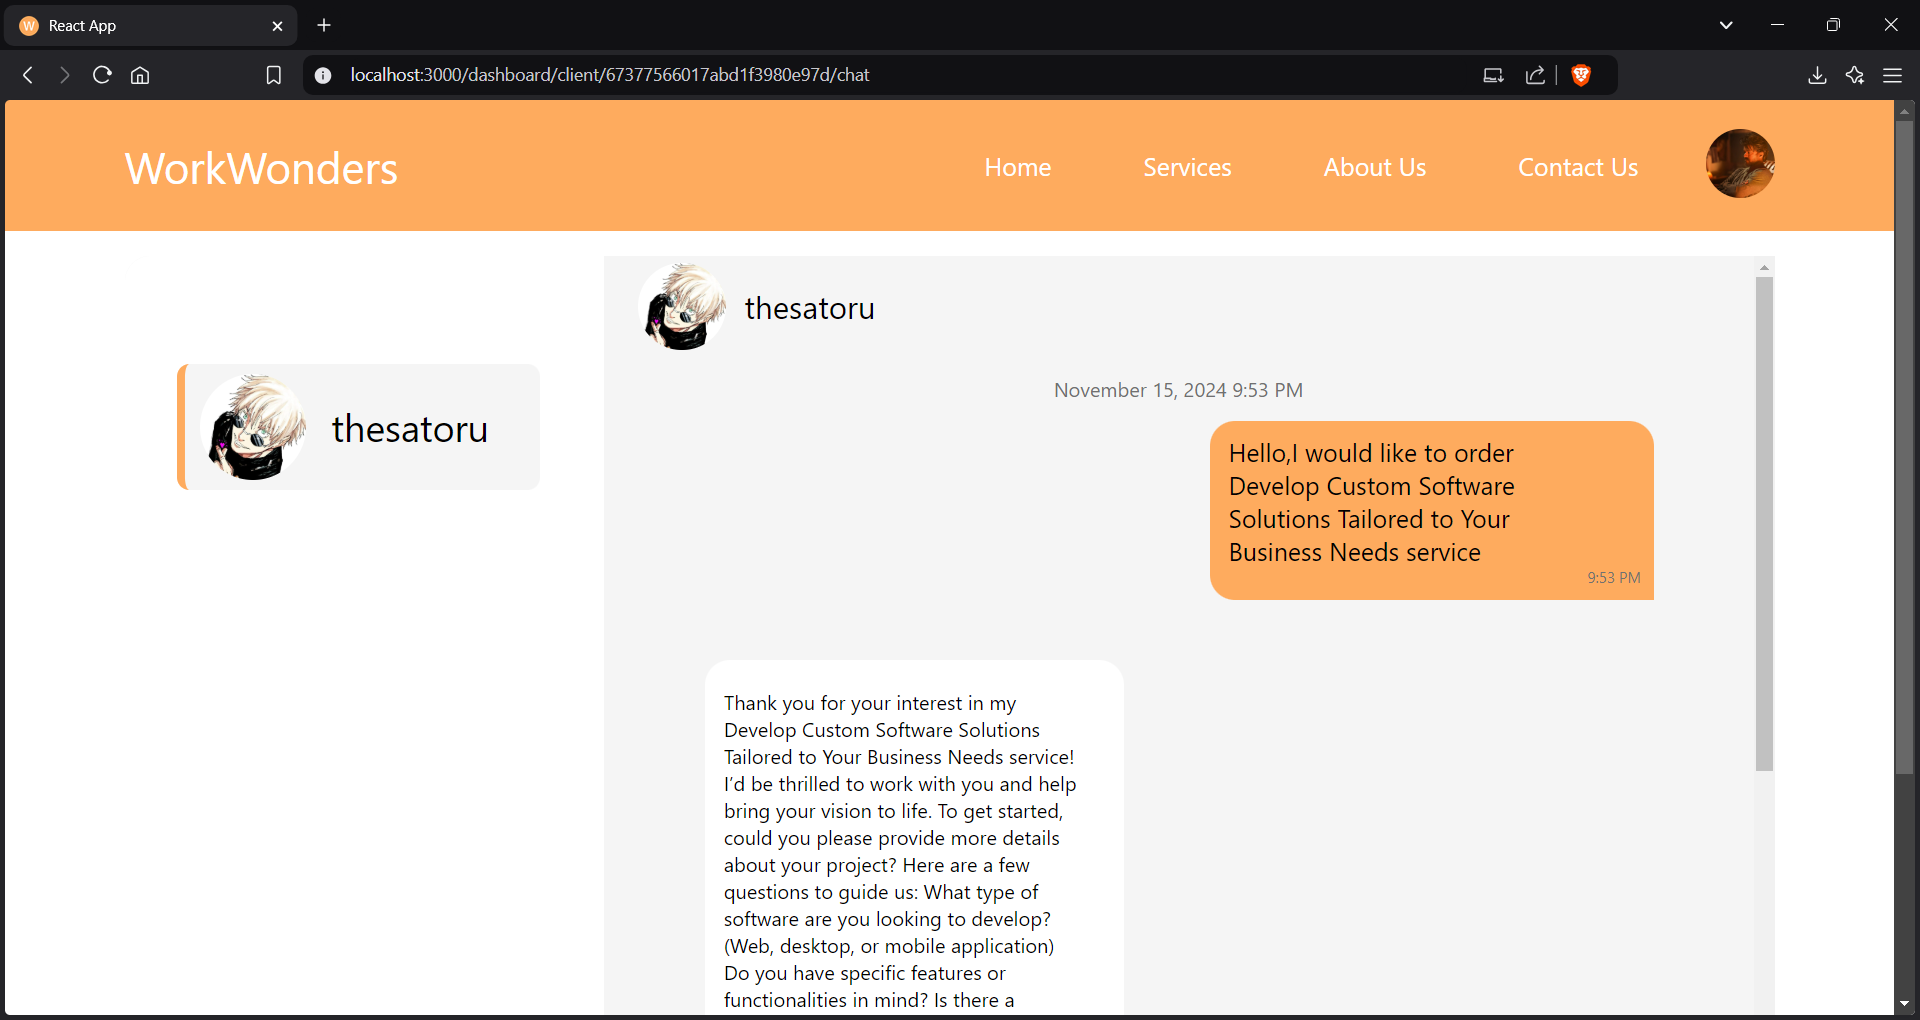 React App
localhost:3000/dashboard/client/67377566017abd1f3980e97d/chat
WorkWonders
Home
Services
About Us
Contact Us
thesatoru
thesatoru
November 15, 2024 9:53 PM
Hello,I would like to order
Develop Custom Software
Solutions Tailored to Your
Business Needs service
9:53 PM
Thank you for your interest in my
Develop Custom Software Solutions
Tailored to Your Business Needs service!
I'd be thrilled to work with you and help
bring your vision to life. To get started,
could you please provide more details
about your project? Here are a few
questions to guide us: What type of
software are you looking to develop?
(Web, desktop, or mobile application)
Do you have specific features or
functionalities in mind? Is there a